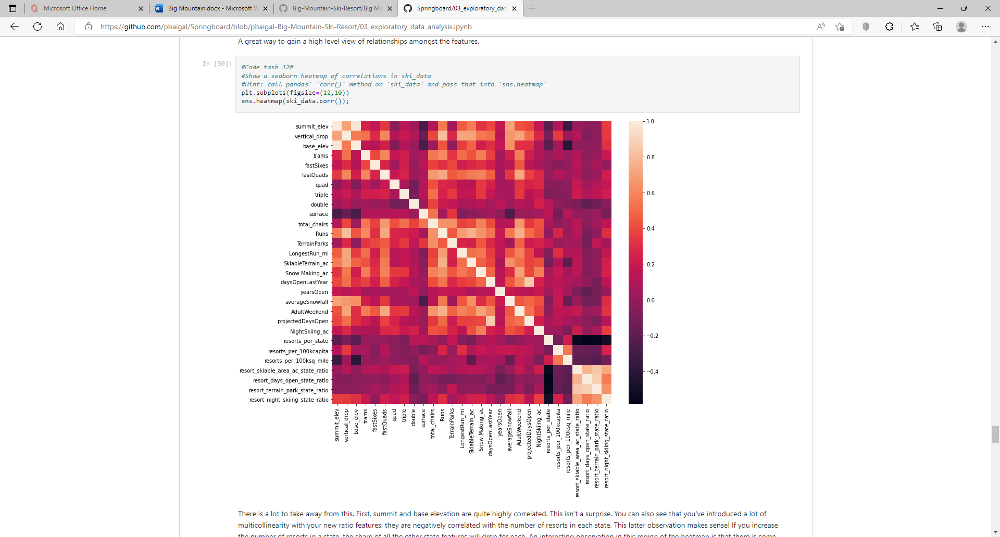 Microsoft Office Home
Big Mountain.docx - Microsoft W
Big-Mountain-Ski-Resort/Big Mo
Springboard/03_exploratory_dat
https://github.com/pbaigal/Springboard/blob/pbaigal-Big-Mountain-Ski-Resort/03_exploratory_data_analysis.ipynb
A great way to gain a high level view of relationships amongst the features.
In [50]:
#Code task 12#
#Show a seaborn heatmap of correlations in ski_data
#Hint: call pandas' `corr()` method on `ski_data` and pass that into `sns.heatmap`
plt.subplots(figsize=(12,10))
sns.heatmap(ski_data.corr());
summit_elev
vertical_drop
base_elev
trams
fastSixes
fastQuads
quad
triple
double
surface
total_chairs
Runs
TerrainParks
LongestRun_mi
SkiableTerrain_ac
Snow Making_ac
daysOpenLastYear
yearsOpen
averageSnowfall
AdultWeekend
projectedDaysOpen
NightSkiing_ac
resorts_per_state
resorts_per_100kcapita
resorts_per_100ksq_mile
resort_skiable_area_ac_state_ratio
resort_days_open_state_ratio
resort_terrain_park_state_ratio
resort_night_skiing_state_ratio
summit_elev
vertical_drop
base_elev
trams
fastSixes
fastQuads
quad
triple
double
surface
total_chairs
Runs
TerrainParks
LongestRun_mi
SkiableTerrain_ac
Snow Making_ac
daysOpenLastYear
yearsOpen
averageSnowfall
AdultWeekend
projectedDaysOpen
NightSkiing_ac
resorts_per_state
resorts_per_100kcapita
resorts_per_100ksq_mile
resort_skiable_area_ac_state_ratio
resort_days_open_state_ratio
resort_terrain_park_state_ratio
resort_night_skiing_state_ratio
1.0
0.8
0.6
0.4
0.2
0.0
−0.2
−0.4
There is a lot to take away from this. First, summit and base elevation are quite highly correlated. This isn't a surprise. You can also see that you've introduced a lot of
multicollinearity with your new ratio features; they are negatively correlated with the number of resorts in each state. This latter observation makes sense! If you increase
the number of resorts in a state, the share of all the other state features will drop for each. An interesting observation in this region of the heatmap is that there is some